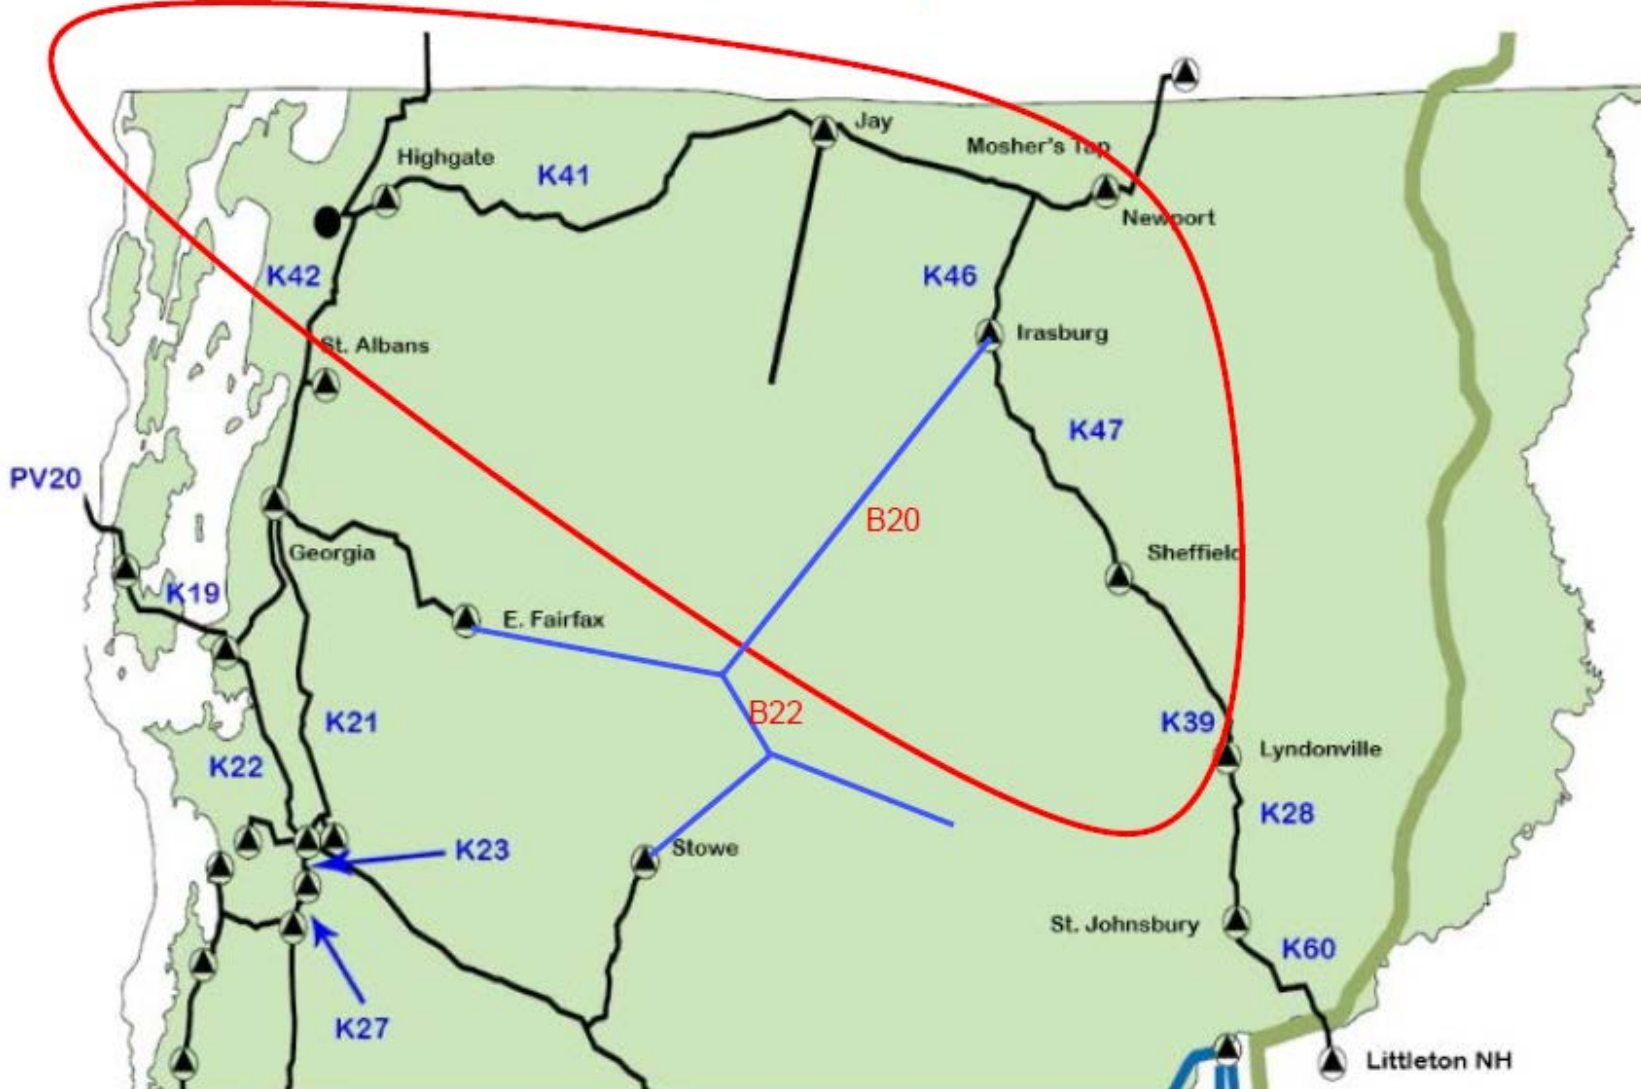 Jay
Mosher's Tap
Highgate
K41
Newport
K42
K46
Irasburg
St. Albans
K47
PV20
B20
Georgia
Sheffield
K19
E. Fairfax
B22
K21
K39
Lyndonville
K22
K28
K23
Stowe
St. Johnsbury
K60
K27
Littleton NH